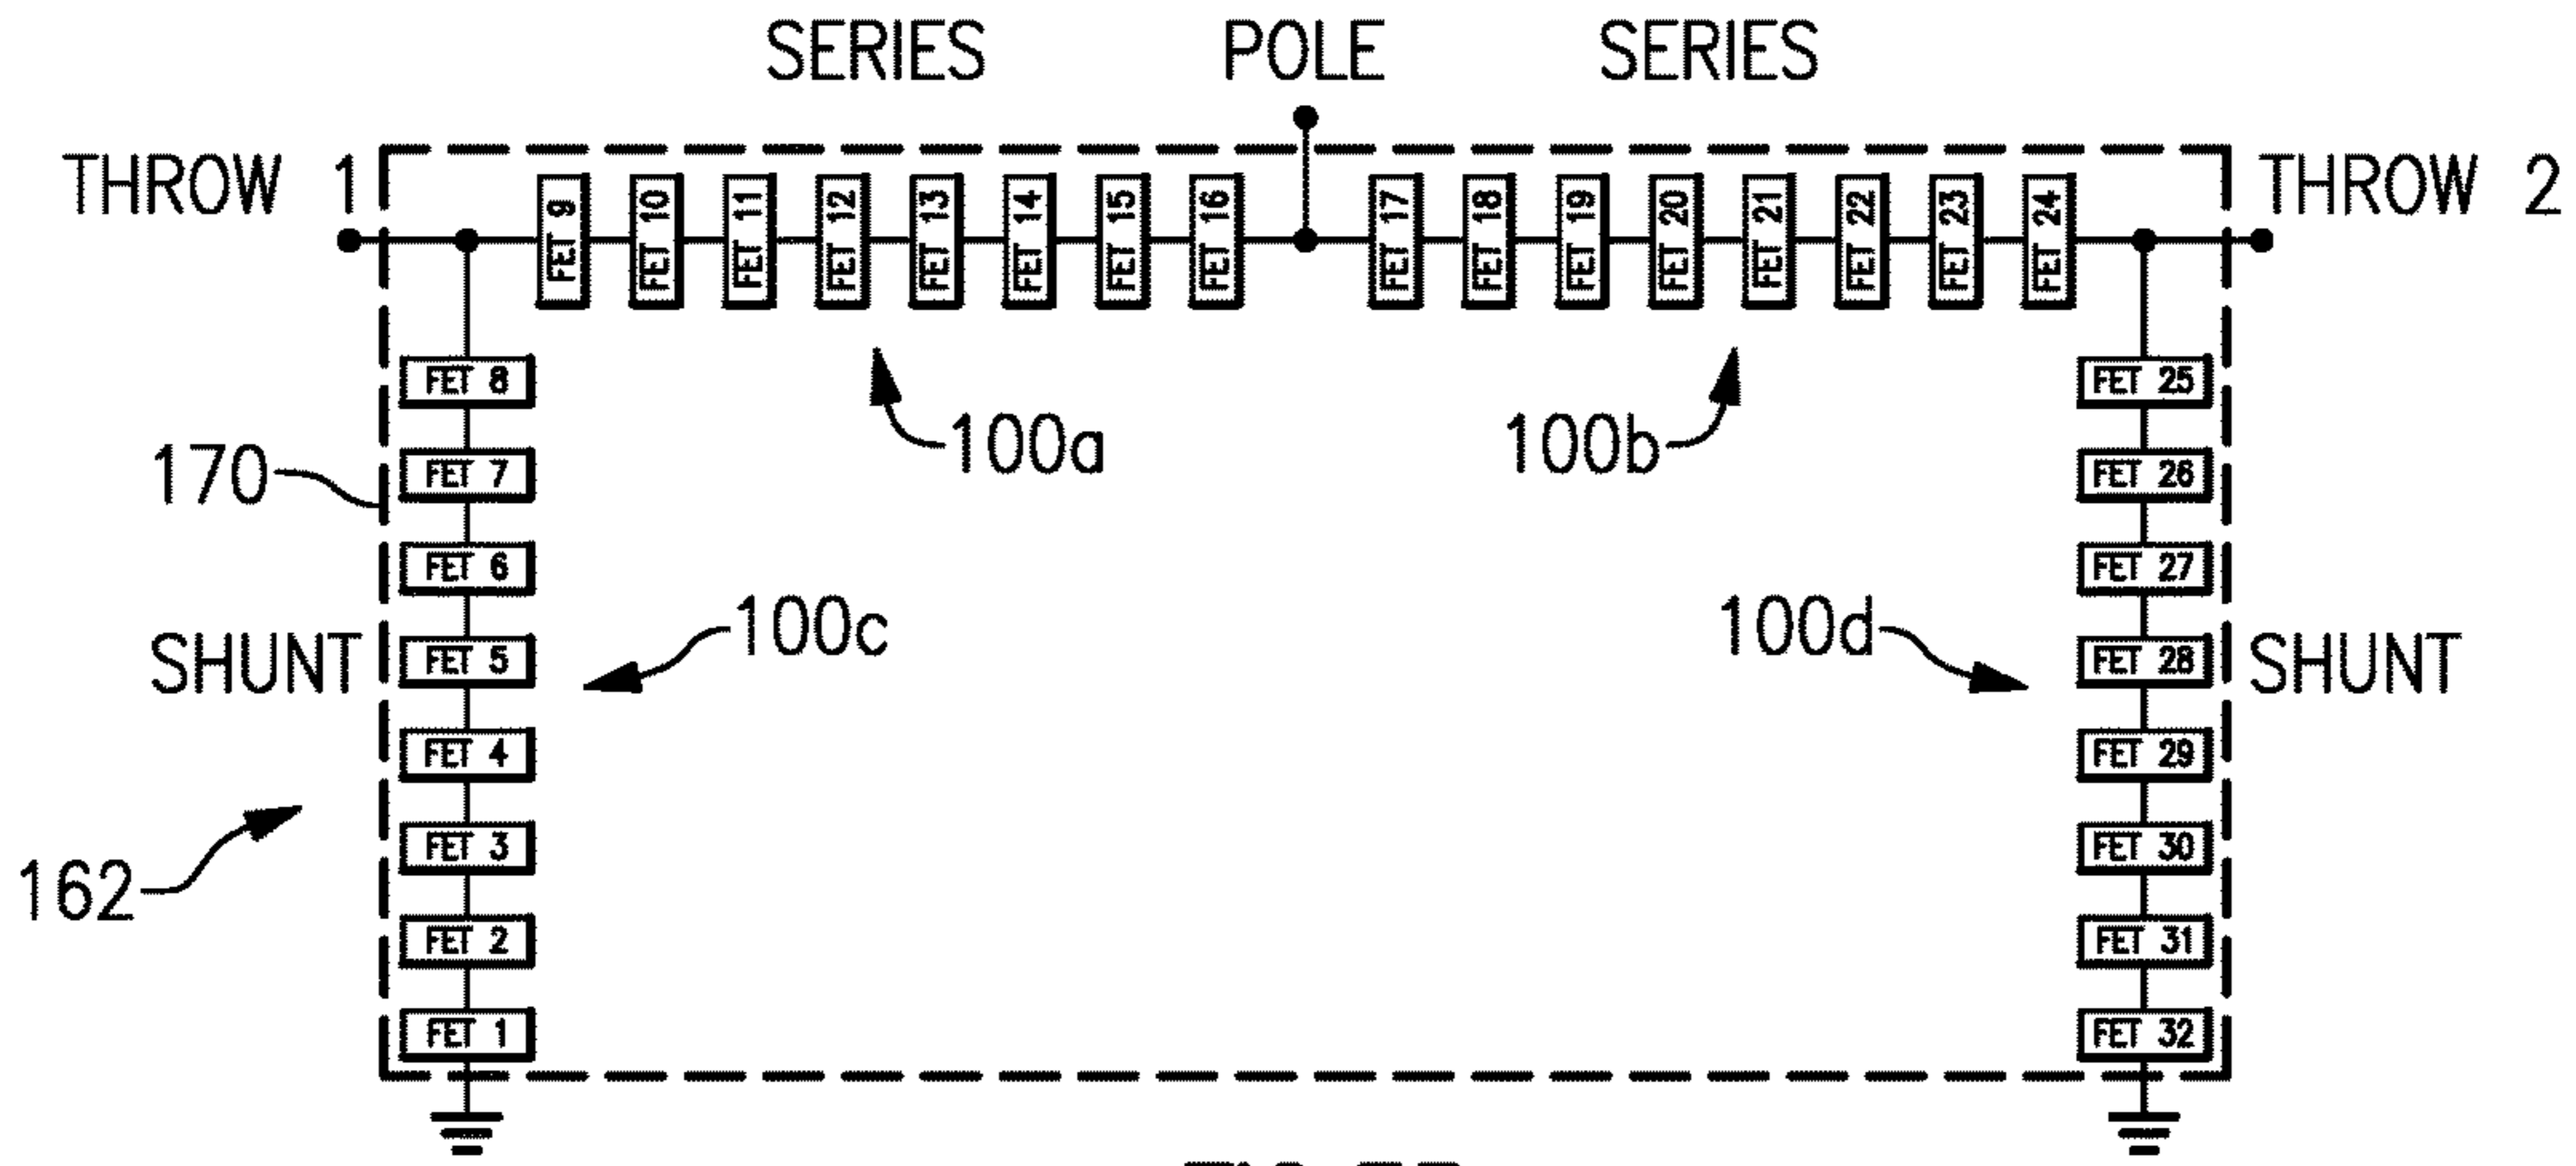 SERIES POLE SERIES
THROW 1 THROW 2
FET 9 FET 10 FET 11 FET 12 FET 13 FET 14 FET 15 FET 16 FET 17 FET 18 FET 19 FET 20 FET 21 FET 22 FET 23 FET 24
FET 8 FET 25
100a 100b
170 FET 7 FET 26
FET 6 FET 27
100c 100d
SHUNT FET 5 FET 28 SHUNT
FET 4 FET 29
FET 3 FET 30
162
FET 2 FET 31
FET 1 FET 32